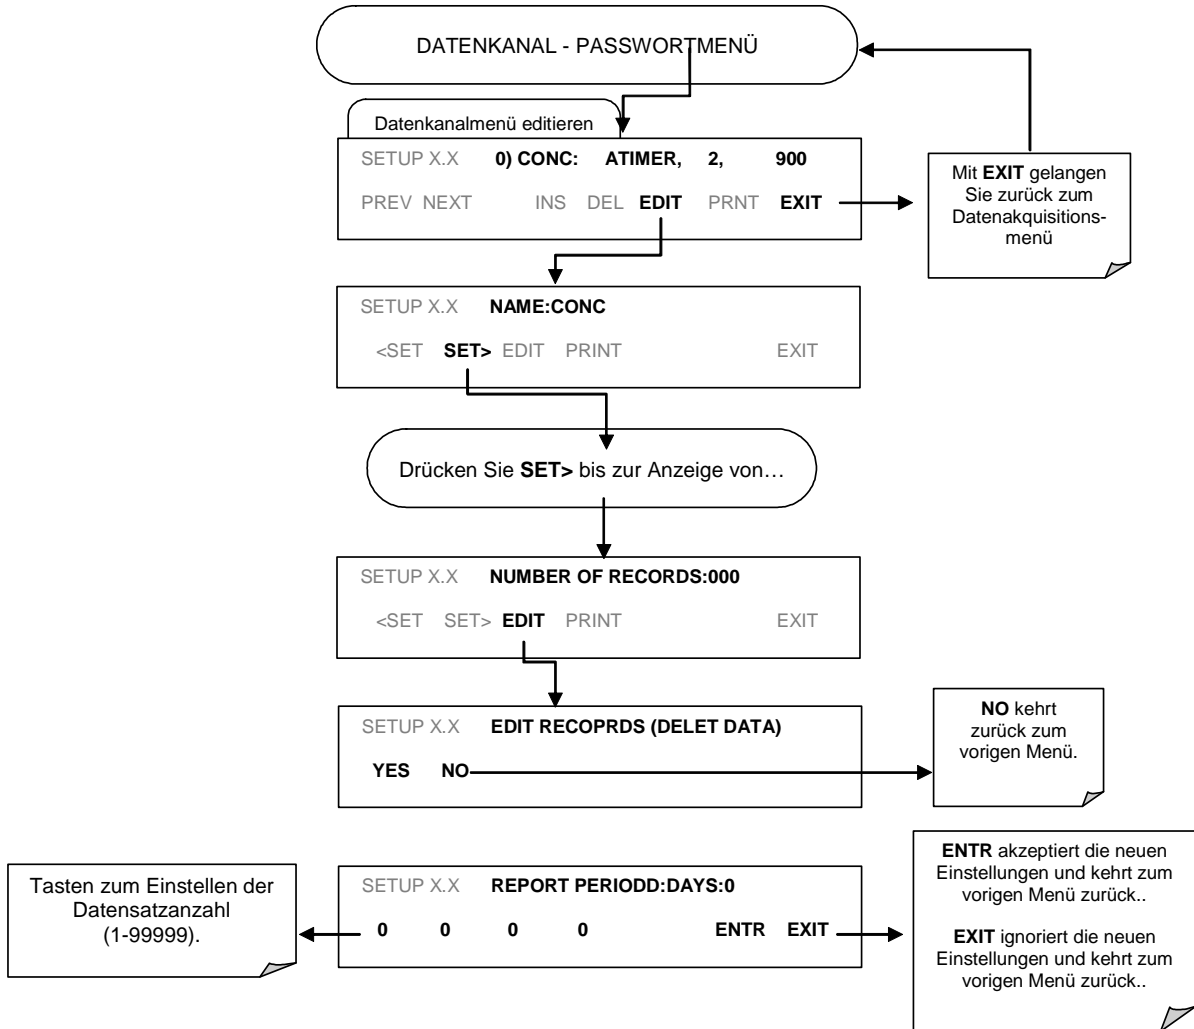 DATENKANAL - PASSWORTMENÜ
Datenkanalmenü editieren
SETUP X.X 0) CONC: ATIMER, 2, 900
PREV NEXT INS DEL EDIT PRNT EXIT
Mit EXIT gelangen
Sie zurück zum
Datenakquisitions-
menü
SETUP X.X NAME:CONC
<SET SET> EDIT PRINT EXIT
Drücken Sie SET> bis zur Anzeige von…
SETUP X.X NUMBER OF RECORDS:000
<SET SET> EDIT PRINT EXIT
SETUP X.X EDIT RECOPRDS (DELET DATA)
YES NO
NO kehrt
zurück zum
vorigen Menü.
Tasten zum Einstellen der
Datensatzanzahl
(1-99999).
SETUP X.X REPORT PERIODD:DAYS:0
0 0 0 0 ENTR EXIT
ENTR akzeptiert die neuen
Einstellungen und kehrt zum
vorigen Menü zurück..
EXIT ignoriert die neuen
Einstellungen und kehrt zum
vorigen Menü zurück..